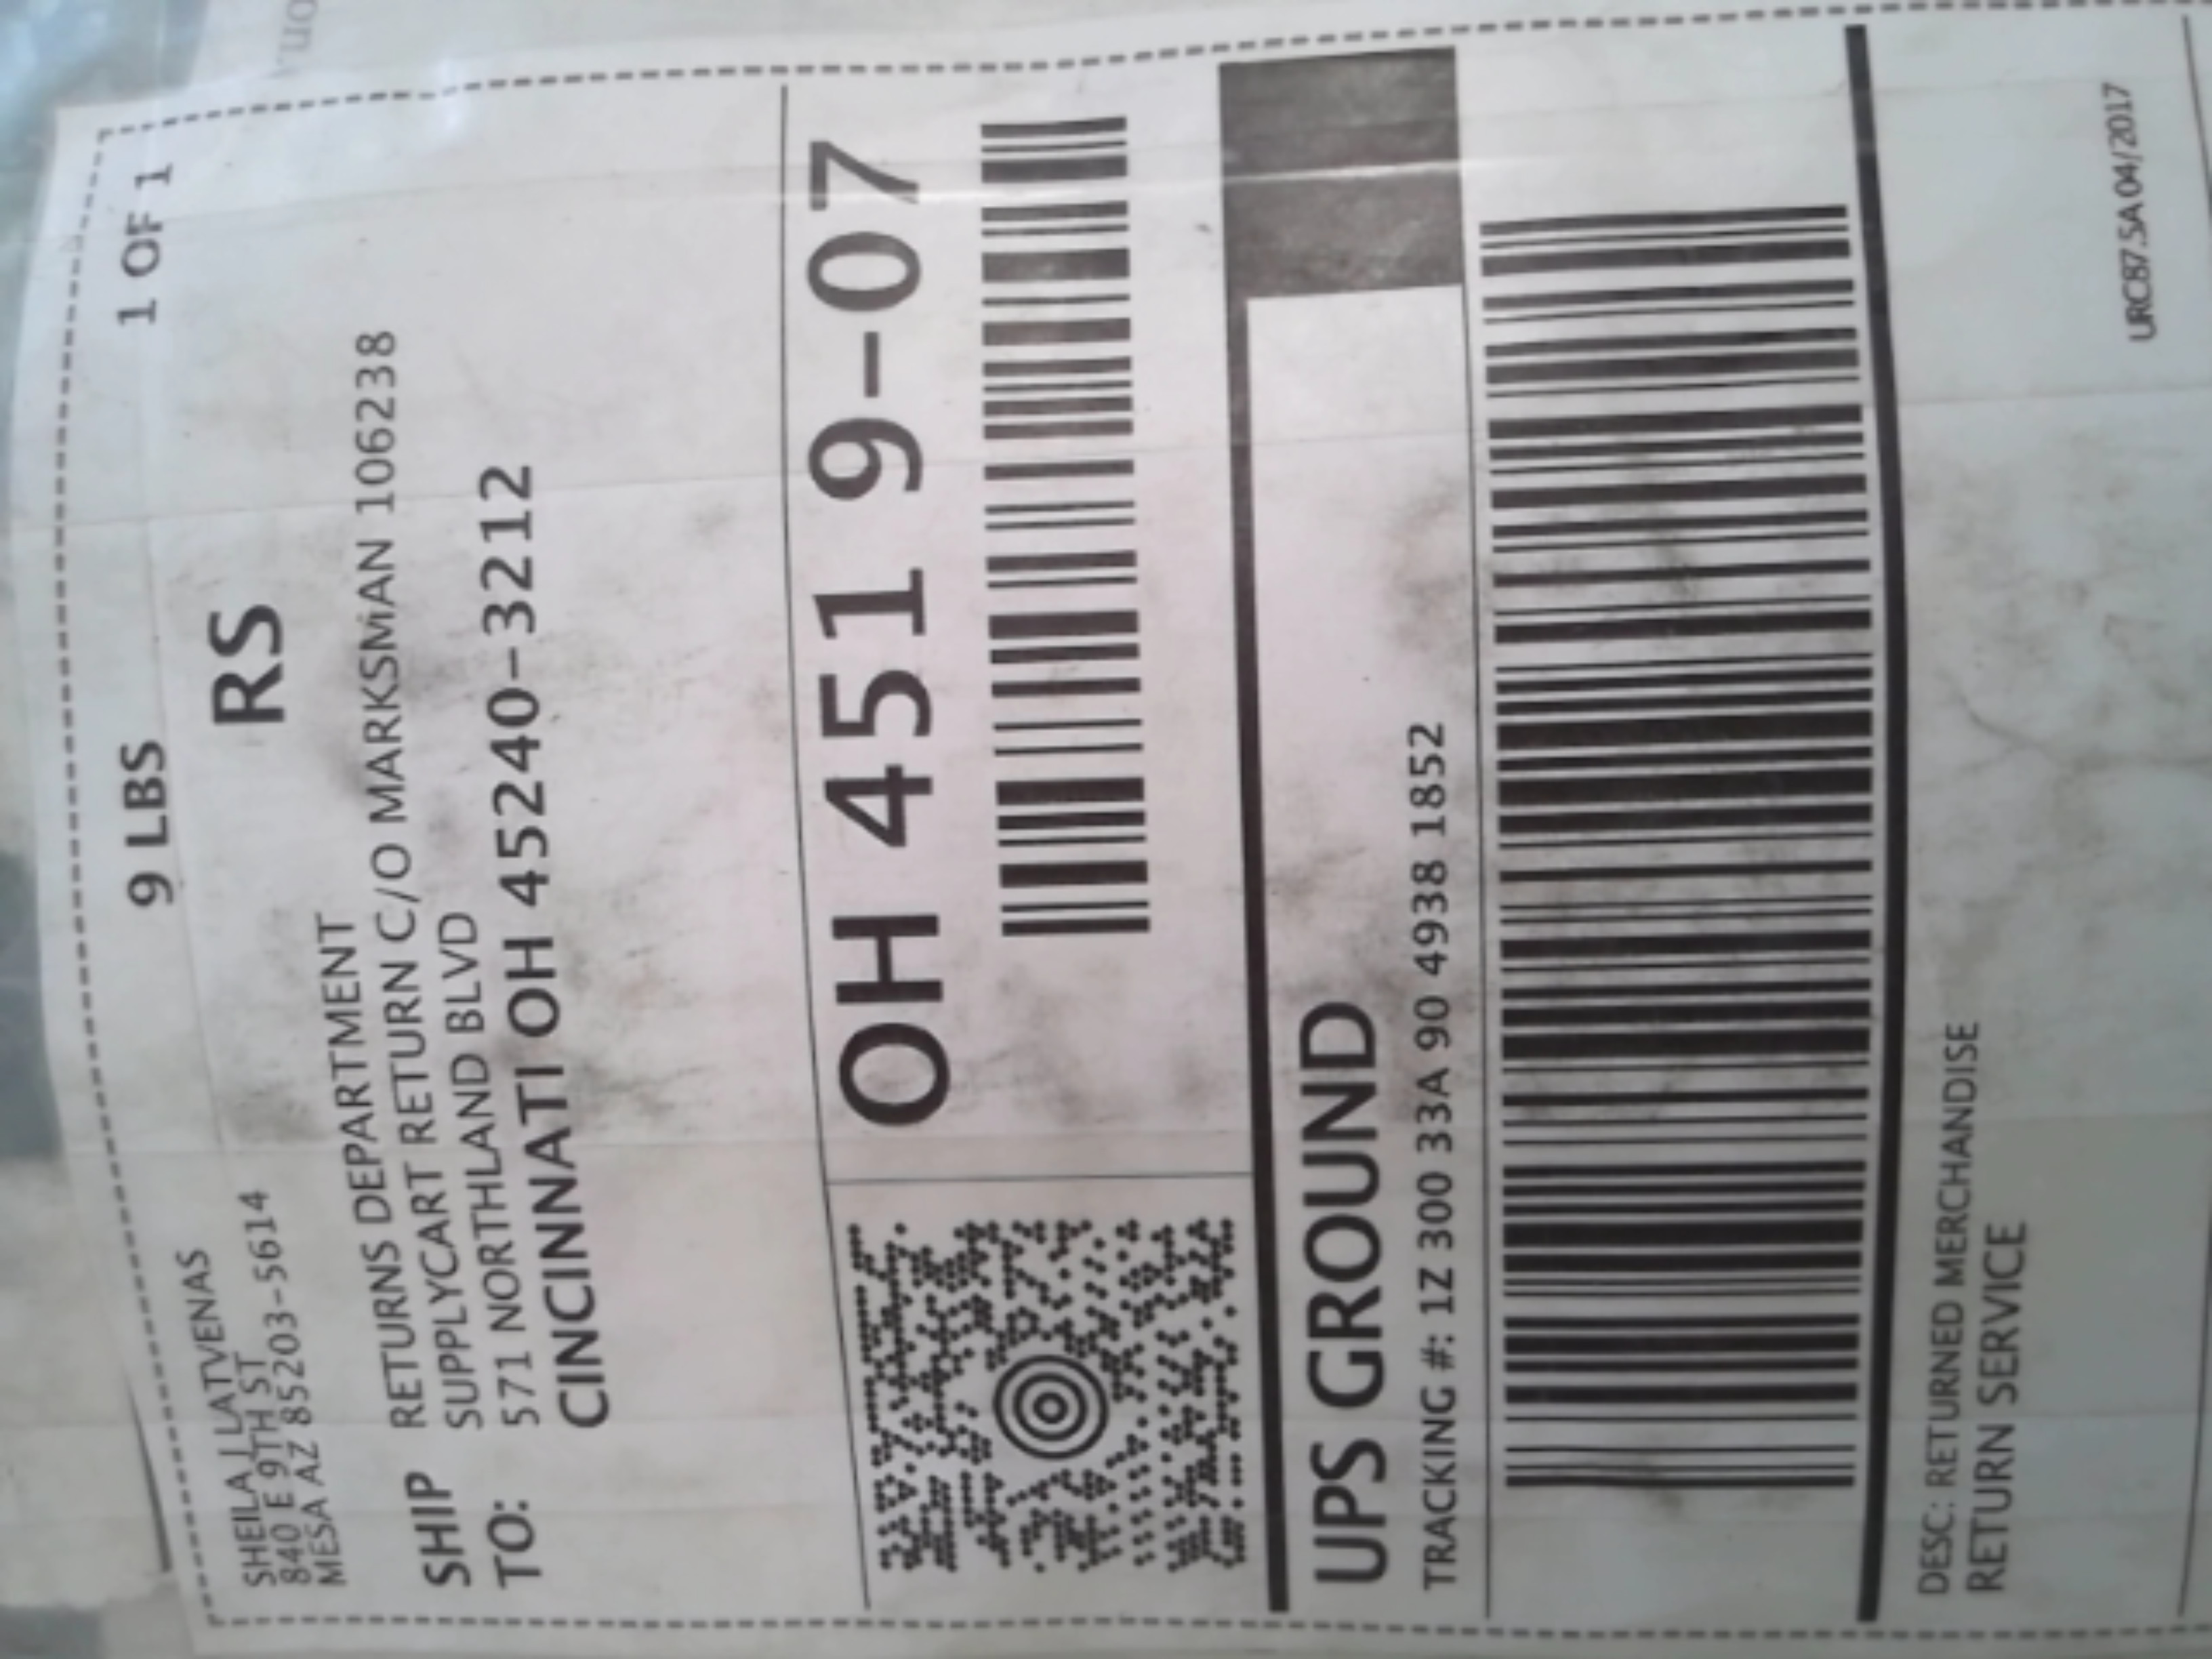 SHEILA J LATVENAS
840 E 9TH ST
MESA AZ 85203-5614
9 LBS
1 OF 1
RS
SHIP
TO:
RETURNS DEPARTMENT
SUPPLYCART RETURN C/O MARKSMAN 106238
571 NORTHLAND BLVD
CINCINNATI OH 45240-3212
OH 451 9-07
UPS GROUND
TRACKING #: 1Z 300 33A 90 4938 1852
DESC: RETURNED MERCHANDISE
RETURN SERVICE
URC87.5A 04/2017